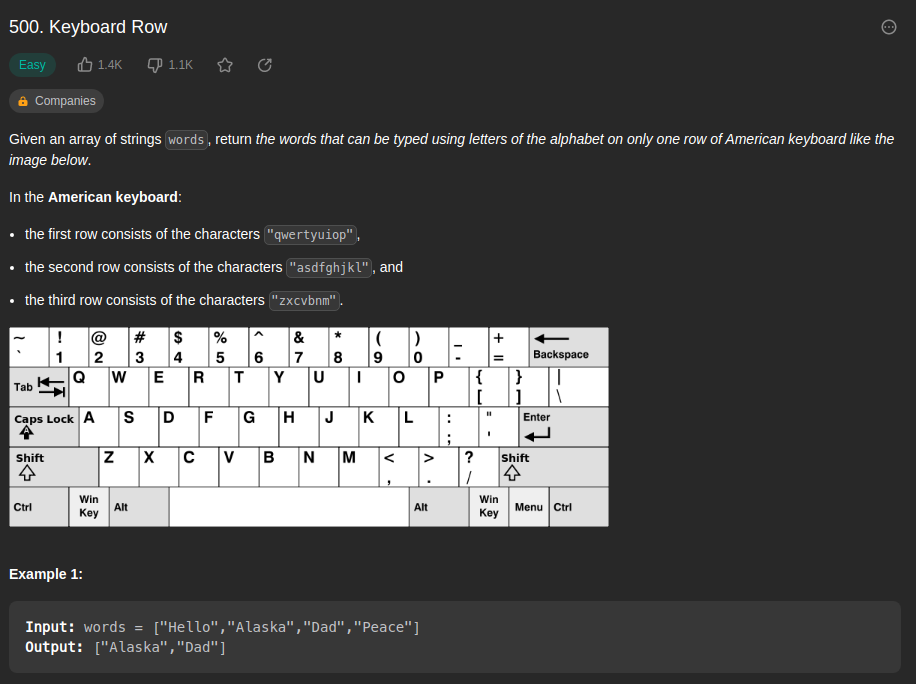 500. Keyboard Row
Easy 1.4K 1.1K
Companies
Given an array of strings words, return the words that can be typed using letters of the alphabet on only one row of American keyboard like the
image below.
In the American keyboard:
• the first row consists of the characters "qwertyuiop",
• the second row consists of the characters "asdfghjkl", and
• the third row consists of the characters "zxcvbnm".
~ ! @ # $ % ^ & * ( ) _ +
` 1 2 3 4 5 6 7 8 9 0 - = Backspace
Tab Q W E R T Y U I O P { } |
[ ] \
Caps Lock A S D F G H J K L : " Enter
; '
Shift Z X C V B N M < > ? Shift
, . /
Ctrl Win Key Alt Alt Win Key Menu Ctrl
Example 1:
Input: words = ["Hello","Alaska","Dad","Peace"]
Output: ["Alaska","Dad"]